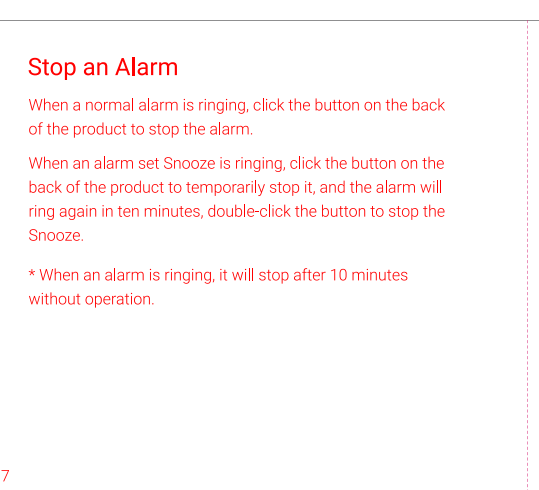 Stop an Alarm
When a normal alarm is ringing, click the button on the back
of the product to stop the alarm.
When an alarm set Snooze is ringing, click the button on the
back of the product to temporarily stop it, and the alarm will
ring again in ten minutes, double-click the button to stop the
Snooze.
* When an alarm is ringing, it will stop after 10 minutes
without operation.
7